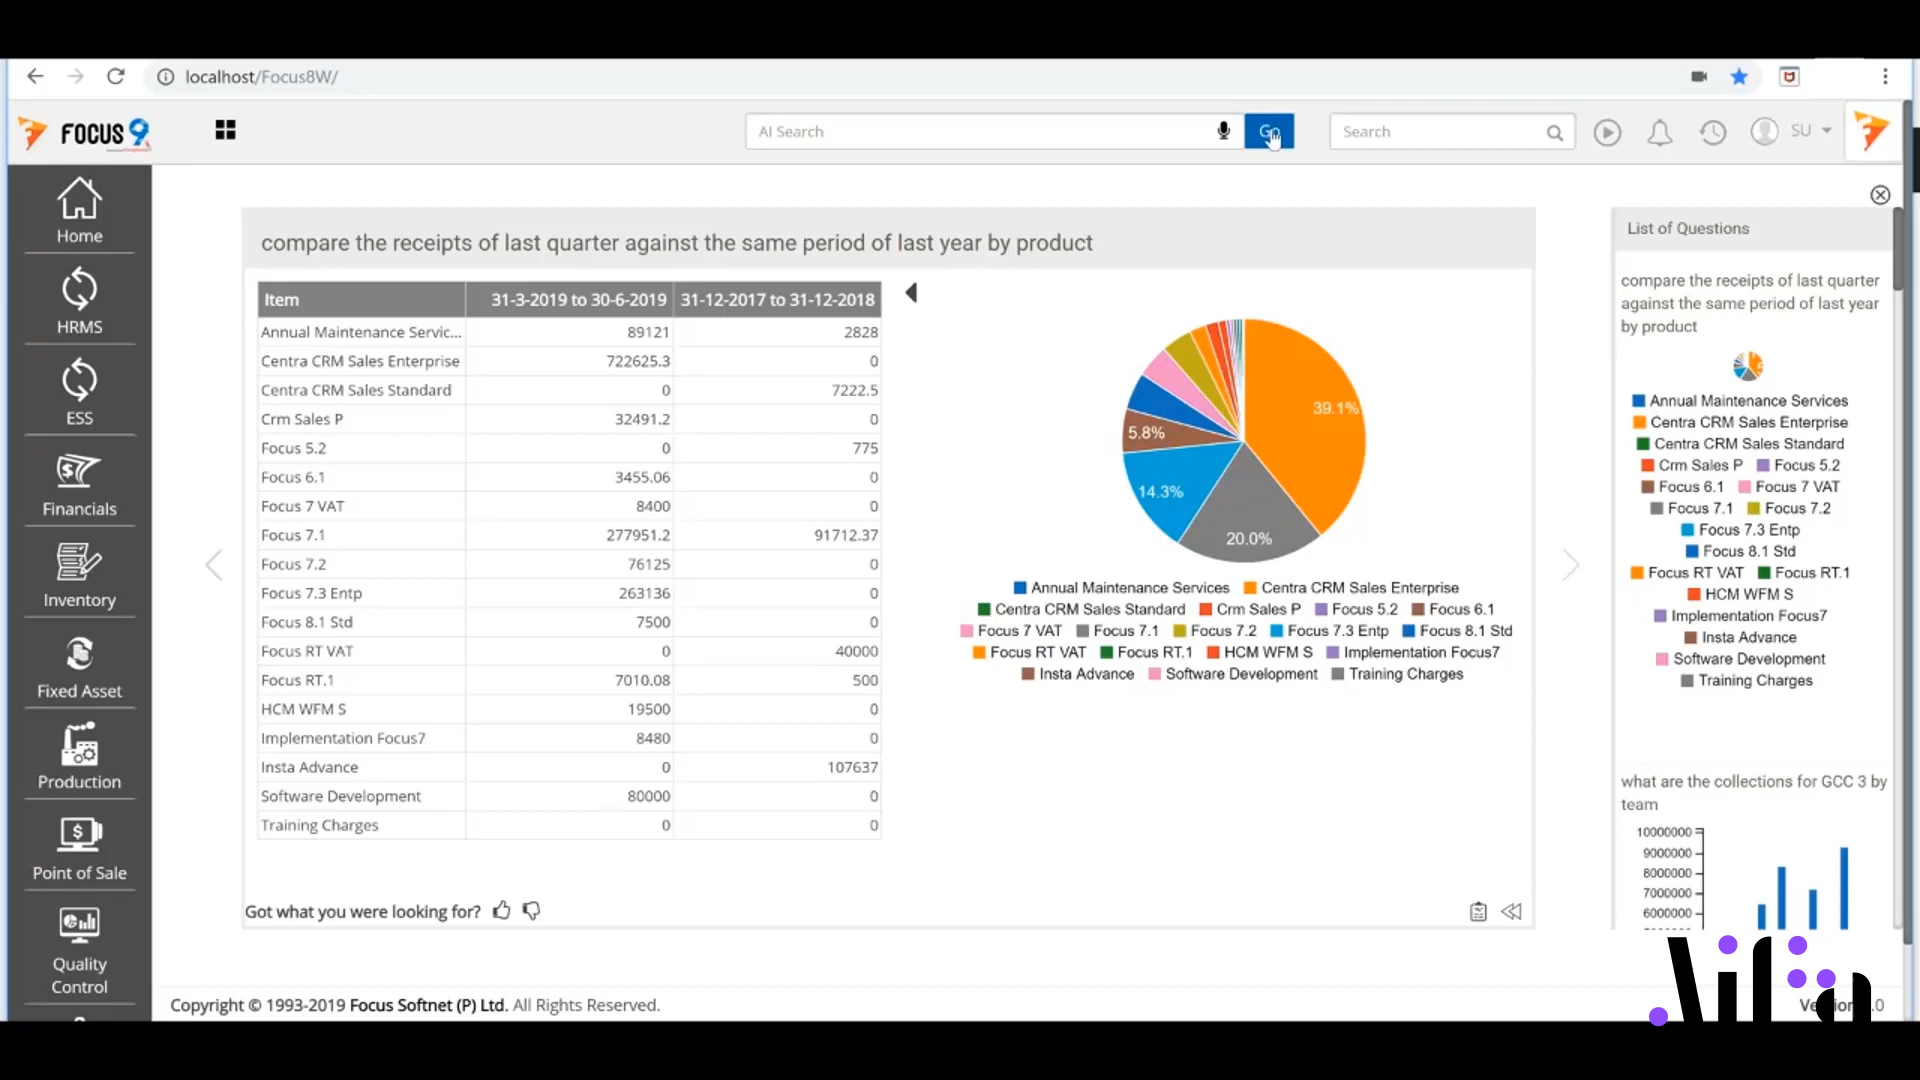 localhost/Focus8W/
FOCUS 9
AI Search
Go
Search
SU
Home
HRMS
ESS
Financials
Inventory
Fixed Asset
Production
Point of Sale
Quality
Control
compare the receipts of last quarter against the same period of last year by product
Item 31-3-2019 to 30-6-2019 31-12-2017 to 31-12-2018
Annual Maintenance Servic... 89121 2828
Centra CRM Sales Enterprise 722625.3 0
Centra CRM Sales Standard 0 7222.5
Crm Sales P 32491.2 0
Focus 5.2 0 775
Focus 6.1 3455.06 0
Focus 7 VAT 8400 0
Focus 7.1 277951.2 91712.37
Focus 7.2 76125 0
Focus 7.3 Entp 263136 0
Focus 8.1 Std 7500 0
Focus RT VAT 0 40000
Focus RT.1 7010.08 500
HCM WFM S 19500 0
Implementation Focus7 8480 0
Insta Advance 0 107637
Software Development 80000 0
Training Charges 0 0
39.1%
5.8%
14.3%
20.0%
Annual Maintenance Services Centra CRM Sales Enterprise
Centra CRM Sales Standard Crm Sales P Focus 5.2 Focus 6.1
Focus 7 VAT Focus 7.1 Focus 7.2 Focus 7.3 Entp Focus 8.1 Std
Focus RT VAT Focus RT.1 HCM WFM S Implementation Focus7
Insta Advance Software Development Training Charges
Got what you were looking for?
List of Questions
compare the receipts of last quarter
against the same period of last year
by product
Annual Maintenance Services
Centra CRM Sales Enterprise
Centra CRM Sales Standard
Crm Sales P Focus 5.2
Focus 6.1 Focus 7 VAT
Focus 7.1 Focus 7.2
Focus 7.3 Entp
Focus 8.1 Std
Focus RT VAT Focus RT.1
HCM WFM S
Implementation Focus7
Insta Advance
Software Development
Training Charges
what are the collections for GCC 3 by
team
10000000
9000000
8000000
7000000
6000000
Copyright © 1993-2019 Focus Softnet (P) Ltd. All Rights Reserved.